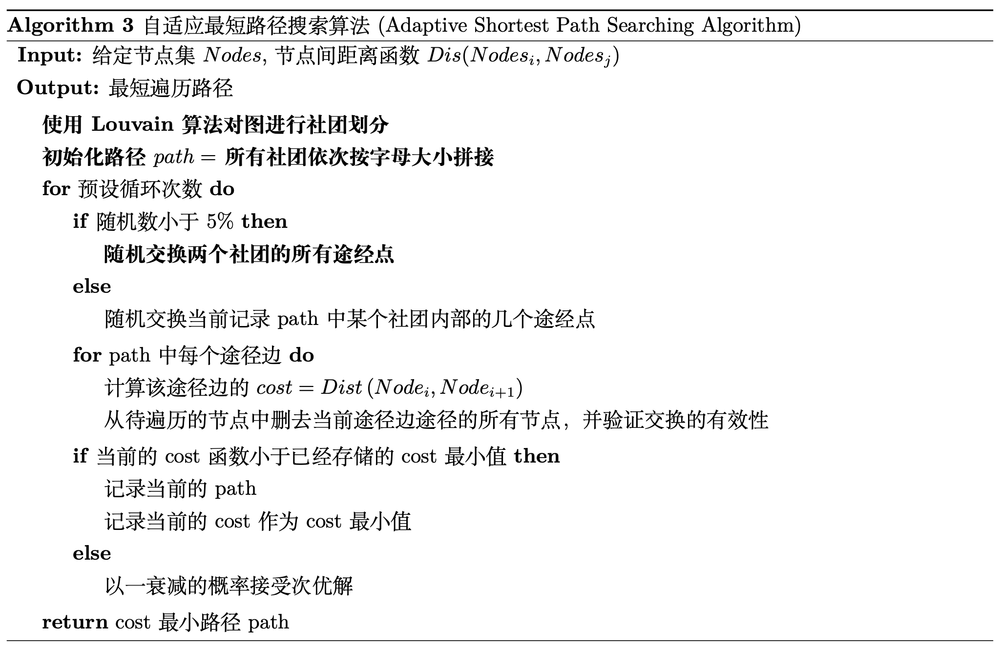 Algorithm 3 自适应最短路径搜索算法 (Adaptive Shortest Path Searching Algorithm)
Input: 给定节点集 Nodes, 节点间距离函数 Dis(Nodes_i, Nodes_j)
Output: 最短遍历路径
使用 Louvain 算法对图进行社团划分
初始化路径 path = 所有社团依次按字母大小拼接
for 预设循环次数 do
if 随机数小于 5% then
随机交换两个社团的所有途经点
else
随机交换当前记录 path 中某个社团内部的几个途经点
for path 中每个途径边 do
计算该途径边的 cost = Dist (Node_i, Node_{i+1})
从待遍历的节点中删去当前途径边途径的所有节点，并验证交换的有效性
if 当前的 cost 函数小于已经存储的 cost 最小值 then
记录当前的 path
记录当前的 cost 作为 cost 最小值
else
以一衰减的概率接受次优解
return cost 最小路径 path